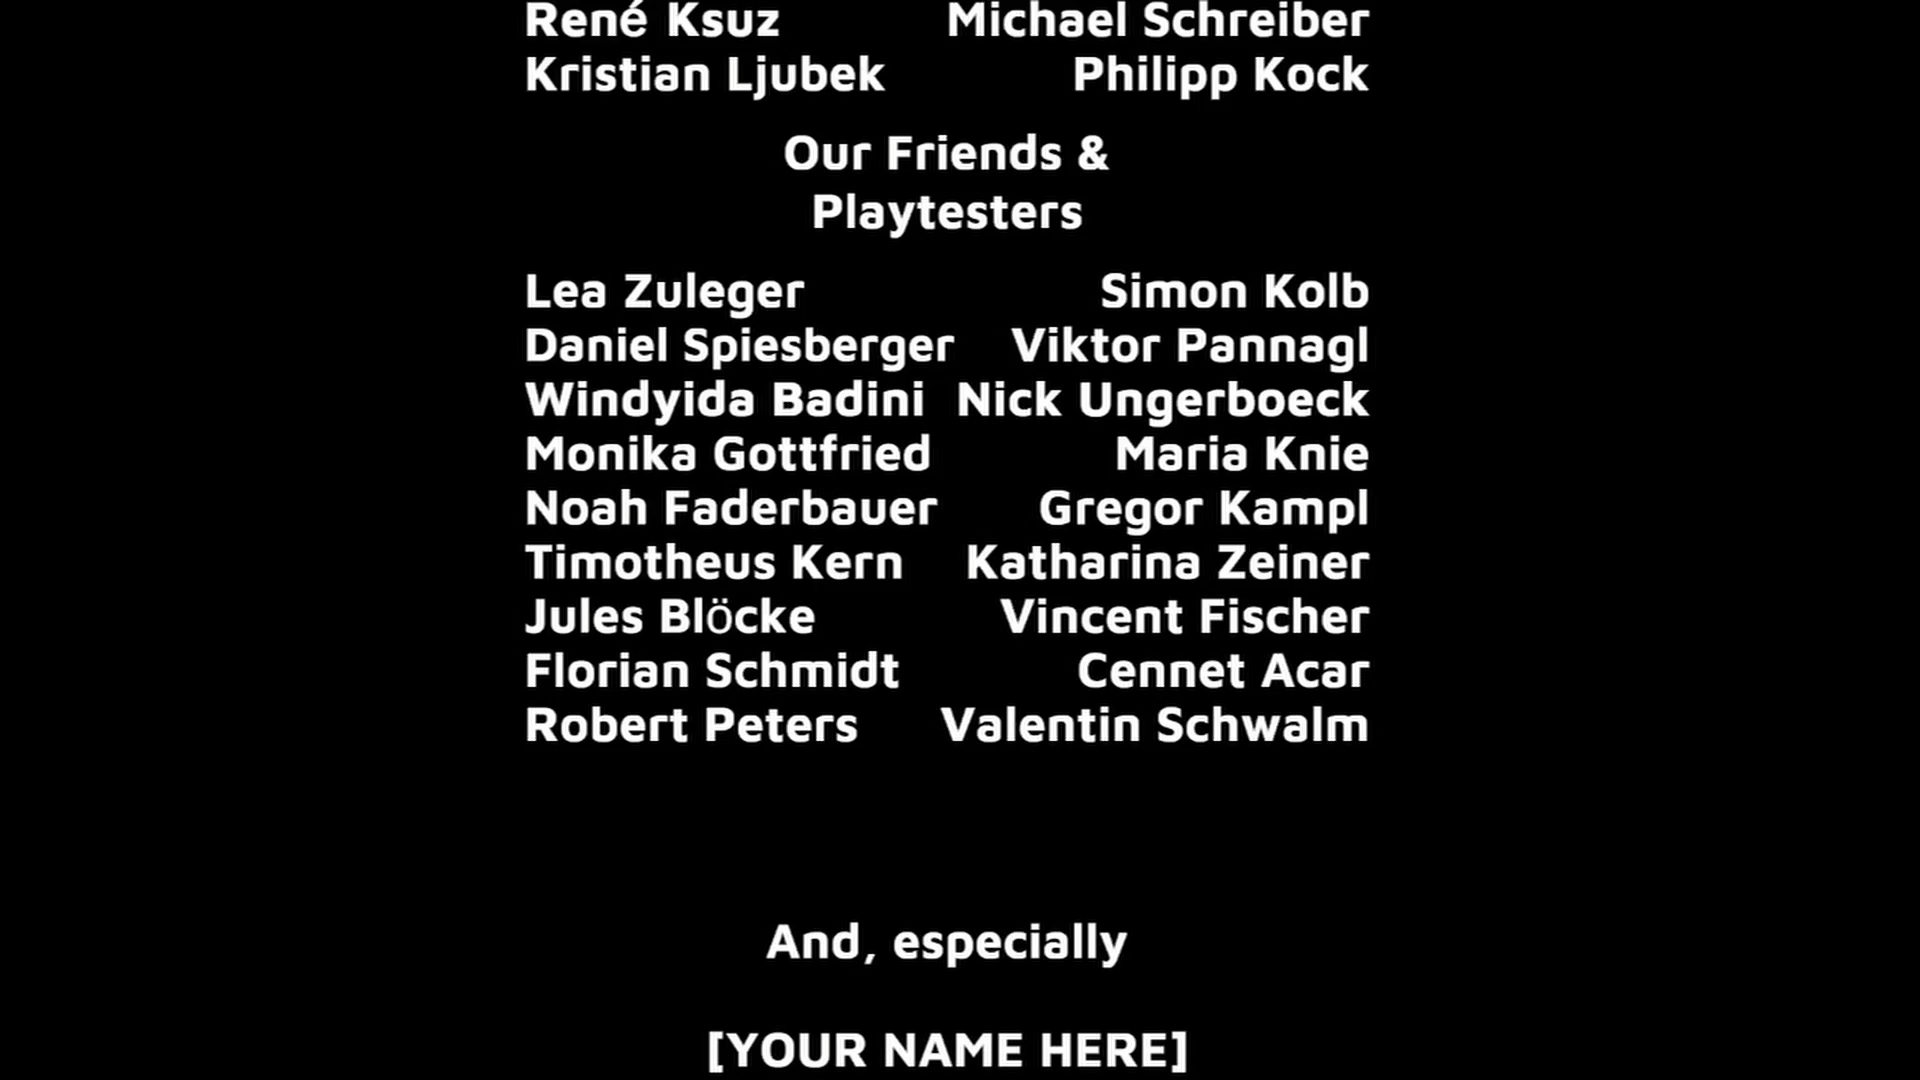 René Ksuz Michael Schreiber
Kristian Ljubek Philipp Kock
Our Friends &
Playtesters
Lea Zuleger Simon Kolb
Daniel Spiesberger Viktor Pannagl
Windyida Badini Nick Ungerboeck
Monika Gottfried Maria Knie
Noah Faderbauer Gregor Kampl
Timotheus Kern Katharina Zeiner
Jules Blöcke Vincent Fischer
Florian Schmidt Cennet Acar
Robert Peters Valentin Schwalm
And, especially
[YOUR NAME HERE]